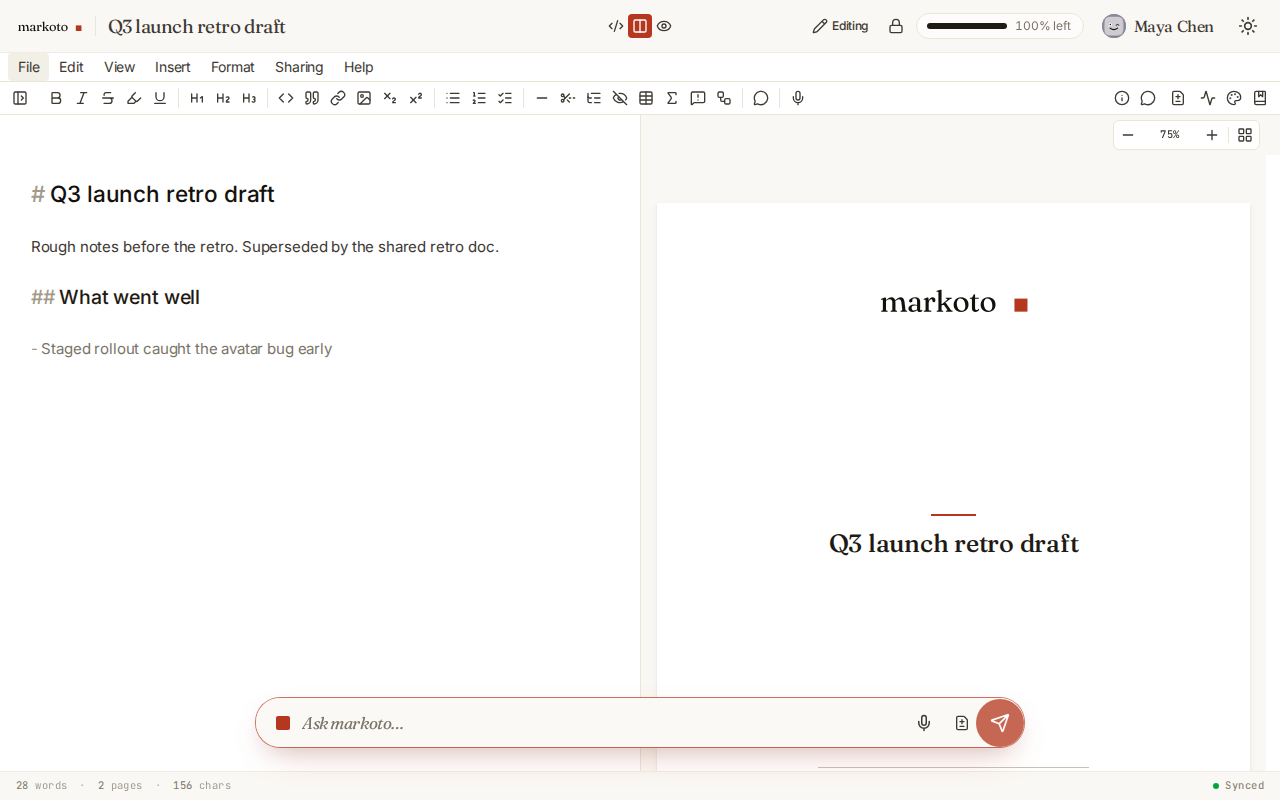 markoto
Q3 launch retro draft
Editing
100% left
Maya Chen
File Edit View Insert Format Sharing Help
B I S U H1 H2 H3 X2 x2
75%
# Q3 launch retro draft
Rough notes before the retro. Superseded by the shared retro doc.
## What went well
- Staged rollout caught the avatar bug early
markoto
Q3 launch retro draft
Ask markoto...
28 words · 2 pages · 156 chars
Synced